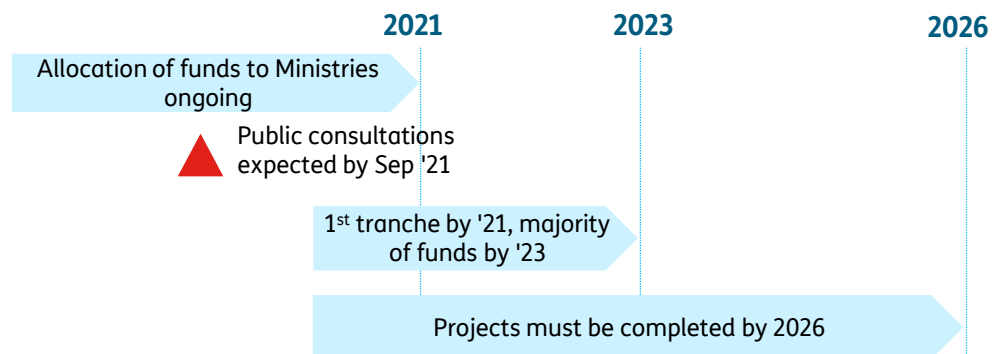 2021 2023 2026
Allocation of funds to Ministries
ongoing
Public consultations
expected by Sep '21
1st tranche by '21, majority
of funds by '23
Projects must be completed by 2026